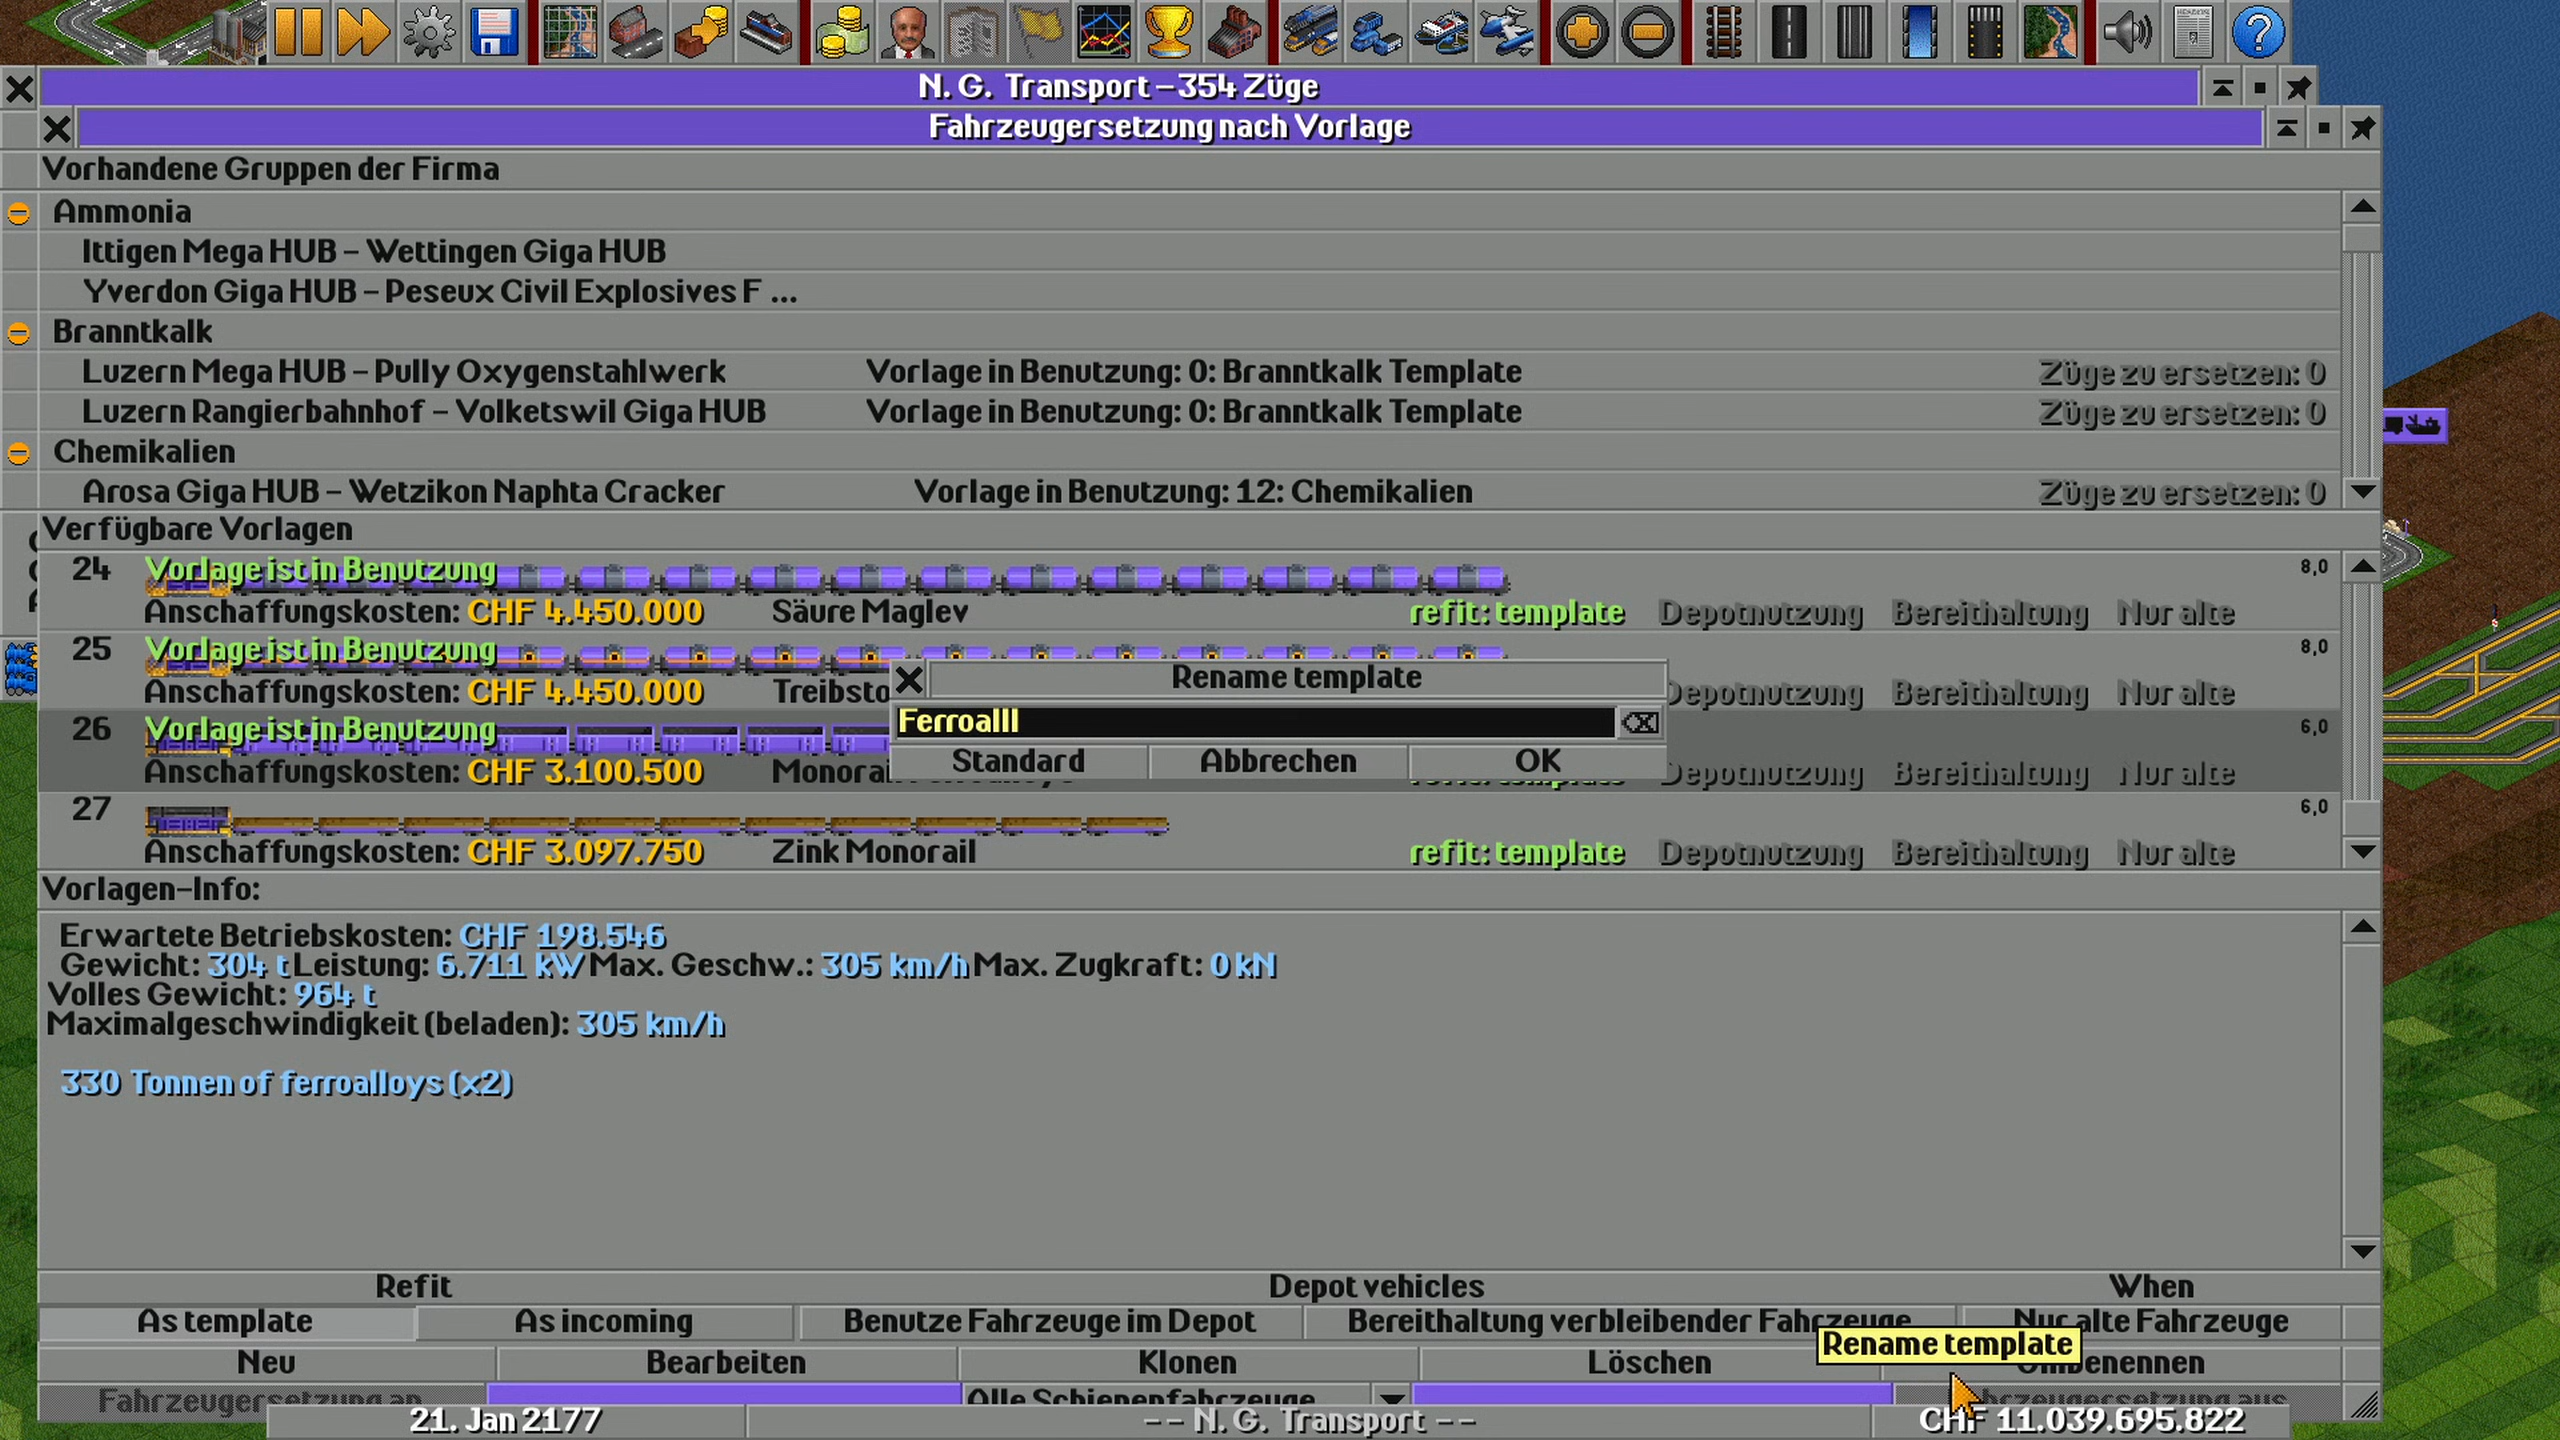 N. G. Transport – 354 Züge
Fahrzeugersetzung nach Vorlage
Vorhandene Gruppen der Firma
Ammonia
Ittigen Mega HUB – Wettingen Giga HUB
Yverdon Giga HUB – Peseux Civil Explosives F ...
Branntkalk
Luzern Mega HUB – Pully Oxygenstahlwerk Vorlage in Benutzung: 0: Branntkalk Template Züge zu ersetzen: 0
Luzern Rangierbahnhof – Volketswil Giga HUB Vorlage in Benutzung: 0: Branntkalk Template Züge zu ersetzen: 0
Chemikalien
Arosa Giga HUB – Wetzikon Naphta Cracker Vorlage in Benutzung: 12: Chemikalien Züge zu ersetzen: 0
Verfügbare Vorlagen
24 Vorlage ist in Benutzung 8,0
Anschaffungskosten: CHF 4.450.000 Säure Maglev refit: template Depotnutzung Bereithaltung Nur alte
25 Vorlage ist in Benutzung 8,0
Anschaffungskosten: CHF 4.450.000 Treibsto Depotnutzung Bereithaltung Nur alte
Rename template
Ferroalll
Standard Abbrechen OK
26 Vorlage ist in Benutzung 6,0
Anschaffungskosten: CHF 3.100.500 Monorai Depotnutzung Bereithaltung Nur alte
27 6,0
Anschaffungskosten: CHF 3.097.750 Zink Monorail refit: template Depotnutzung Bereithaltung Nur alte
Vorlagen-Info:
Erwartete Betriebskosten: CHF 198.546
Gewicht: 304 t Leistung: 6.711 kW Max. Geschw.: 305 km/h Max. Zugkraft: 0 kN
Volles Gewicht: 964 t
Maximalgeschwindigkeit (beladen): 305 km/h
330 Tonnen of ferroalloys (x2)
Refit Depot vehicles When
As template As incoming Benutze Fahrzeuge im Depot Bereithaltung verbleibender Fahrzeuge Nur alte Fahrzeuge
Rename template
Neu Bearbeiten Klonen Löschen Umbenennen
Fahrzeugersetzung an Alle Schienenfahrzeuge Fahrzeugersetzung aus
21. Jan 2177 –– N. G. Transport –– CHF 11.039.695.822